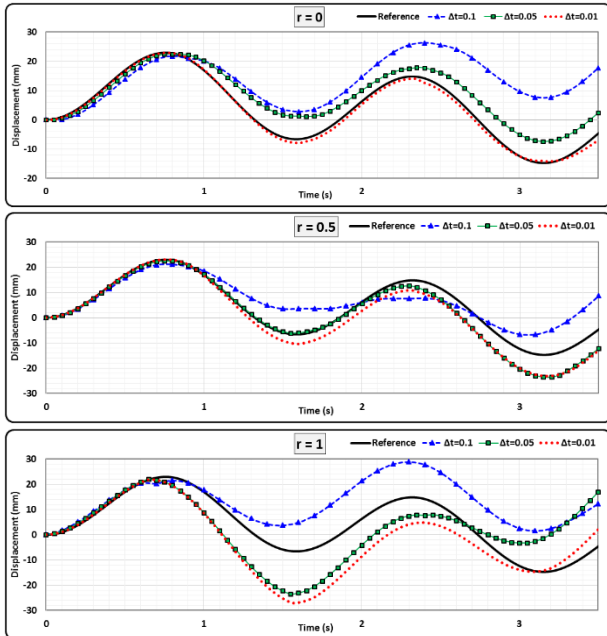 r = 0
Reference Δt=0.1 Δt=0.05 Δt=0.01
Displacement (mm)
30
20
10
0
-10
-20
0 1 2 3
Time (s)
r = 0.5
Reference Δt=0.1 Δt=0.05 Δt=0.01
Displacement (mm)
30
20
10
0
-10
-20
-30
0 1 2 3
Time (s)
r = 1
Reference Δt=0.1 Δt=0.05 Δt=0.01
Displacement (mm)
30
20
10
0
-10
-20
-30
0 1 2 3
Time (s)